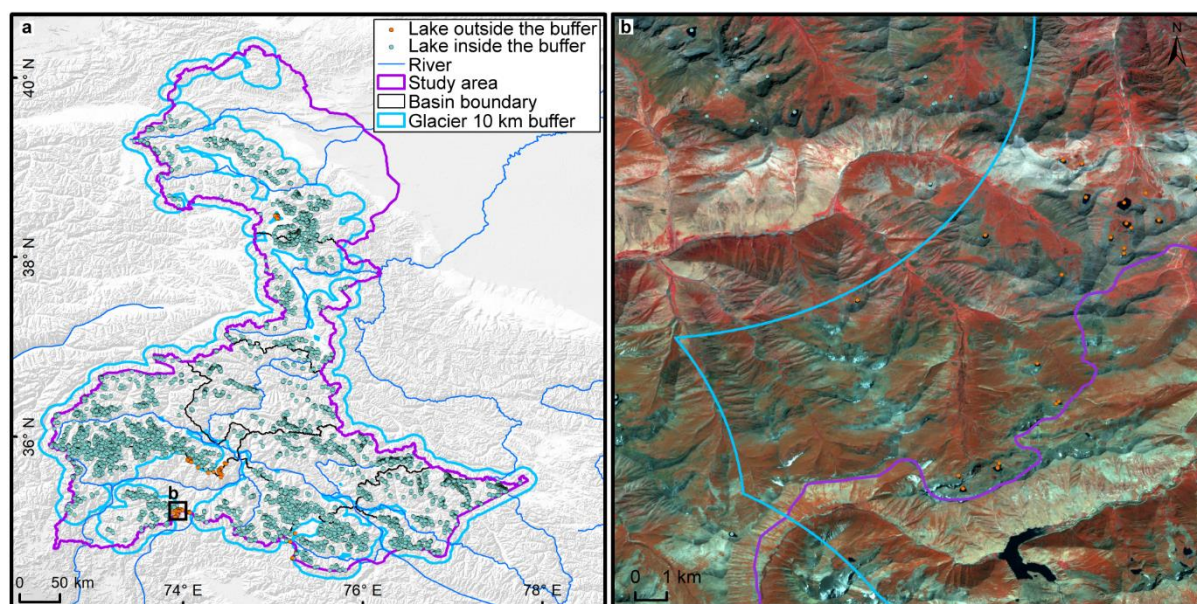 a
Lake outside the buffer
Lake inside the buffer
River
Study area
Basin boundary
Glacier 10 km buffer
40° N
38° N
36° N
b
0 50 km
74° E
76° E
78° E
b
N
0 1 km